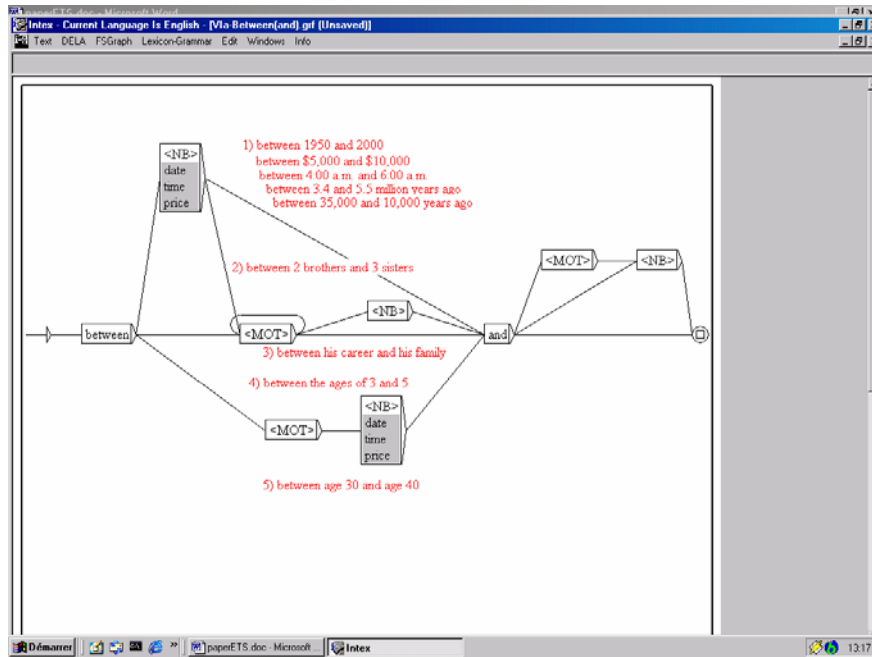 paperETS.doc - Microsoft Word
Intex - Current Language Is English - [VIa-Between(and).grf (Unsaved)]
Text DELA FSGraph Lexicon-Grammar Edit Windows Info
1) between 1950 and 2000
between $5,000 and $10,000
between 4:00 a.m. and 6:00 a.m.
between 3.4 and 5.5 million years ago
between 35,000 and 10,000 years ago
<NB>
date
time
price
2) between 2 brothers and 3 sisters
<MOT> <NB>
<NB>
between <MOT> and
3) between his career and his family
4) between the ages of 3 and 5
<MOT>
<NB>
date
time
price
5) between age 30 and age 40
Démarrer » paperETS.doc - Microsoft ... Intex 13:17